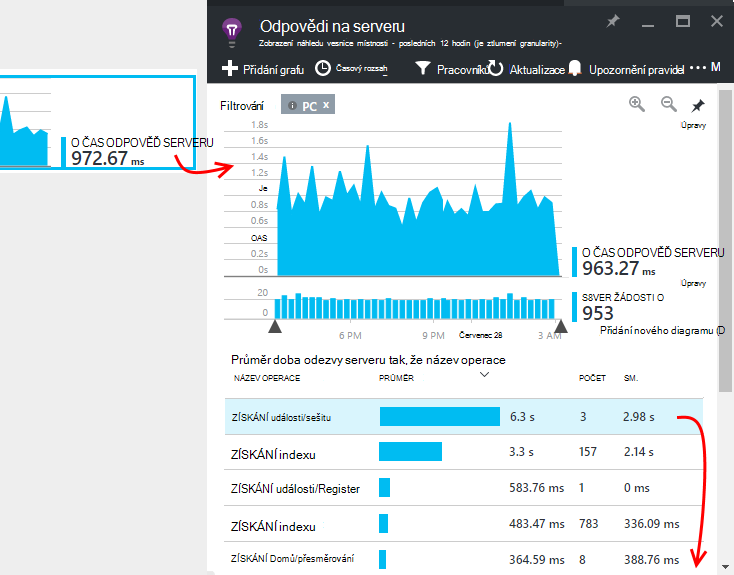 Odpovědi na serveru
Zobrazení náhledu vesnice místnosti - posledních 12 hodin (je ztlumení granularity)-
Přidání grafu
Časový rozsah
Pracovníků
Aktualizace
Upozornění pravidel
M
Filtrování
PC x
Úpravy
O ČAS ODPOVĚĎ SERVERU
972.67 ms
1.8s
1.6s
1.4s
1.2s
Je
0.8s
0.6s
OAS
0.2s
0s
O ČAS ODPOVĚĎ SERVERU
963.27 ms
Úpravy
20
0
S8VER ŽÁDOSTI O
953
6 PM
9 PM
Červenec 28
3 AM
Přidání nového diagramu (D
Průměr doba odezvy serveru tak, že název operace
NÁZEV OPERACE PRŮMĚR POČET SM.
ZÍSKÁNÍ události/sešitu 6.3 s 3 2.98 s
ZÍSKÁNÍ indexu 3.3 s 157 2.14 s
ZÍSKÁNÍ události/Register 583.76 ms 1 0 ms
ZÍSKÁNÍ indexu 483.47 ms 783 336.09 ms
ZÍSKÁNÍ Domů/přesměrování 364.59 ms 8 388.76 ms